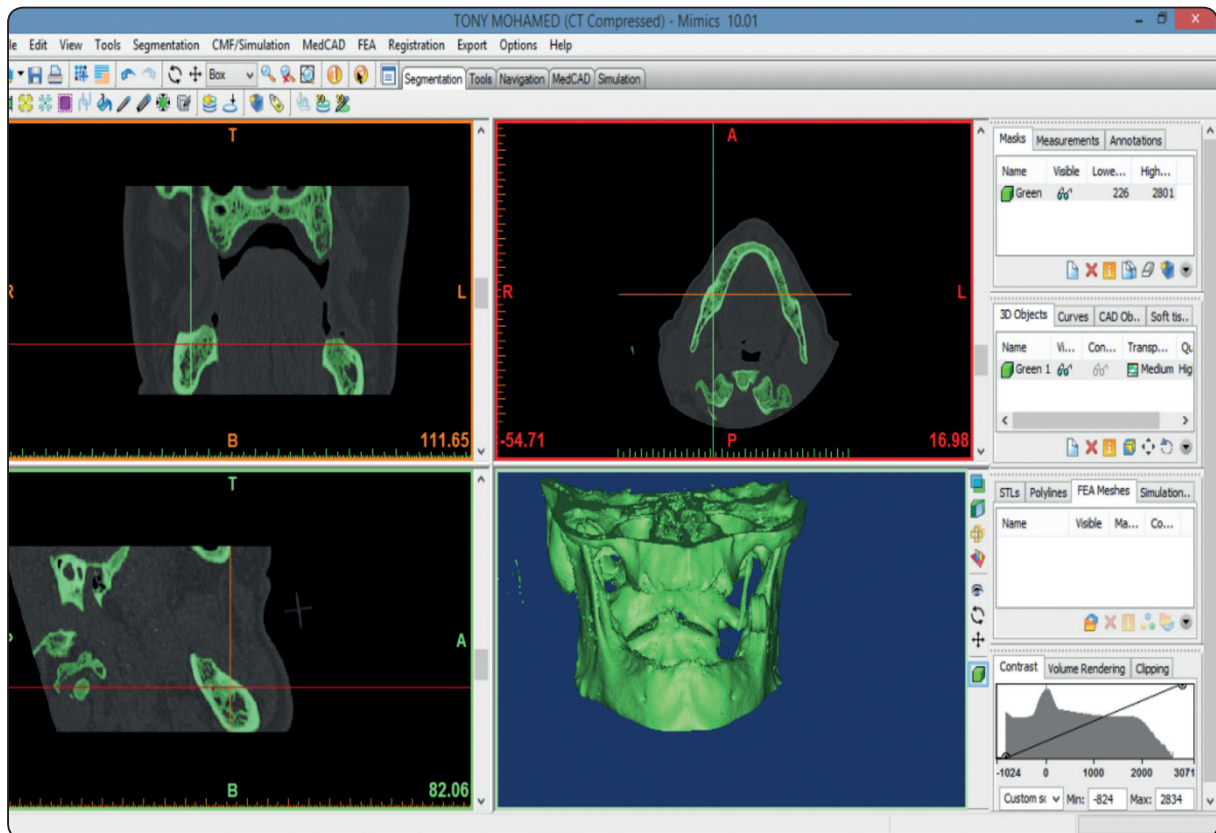 TONY MOHAMED (CT Compressed) - Mimics 10.01
le Edit View Tools Segmentation CMF/Simulation MedCAD FEA Registration Export Options Help
Box Segmentation Tools Navigation MedCAD Simulation
T
R
L
B
111.65
A
R
L
-54.71
P
16.98
T
P
A
B
82.06
Masks Measurements Annotations
Name Visible Lowe... High...
Green 226 2801
3D Objects Curves CAD Ob.. Soft tis..
Name Vi... Con... Transp... Qu
Green 1 Medium Hig
STLs Polylines FEA Meshes Simulation..
Name Visible Ma... Co...
Contrast Volume Rendering Clipping
-1024 0 1000 2000 3071
Custom sc Min: -824 Max: 2834